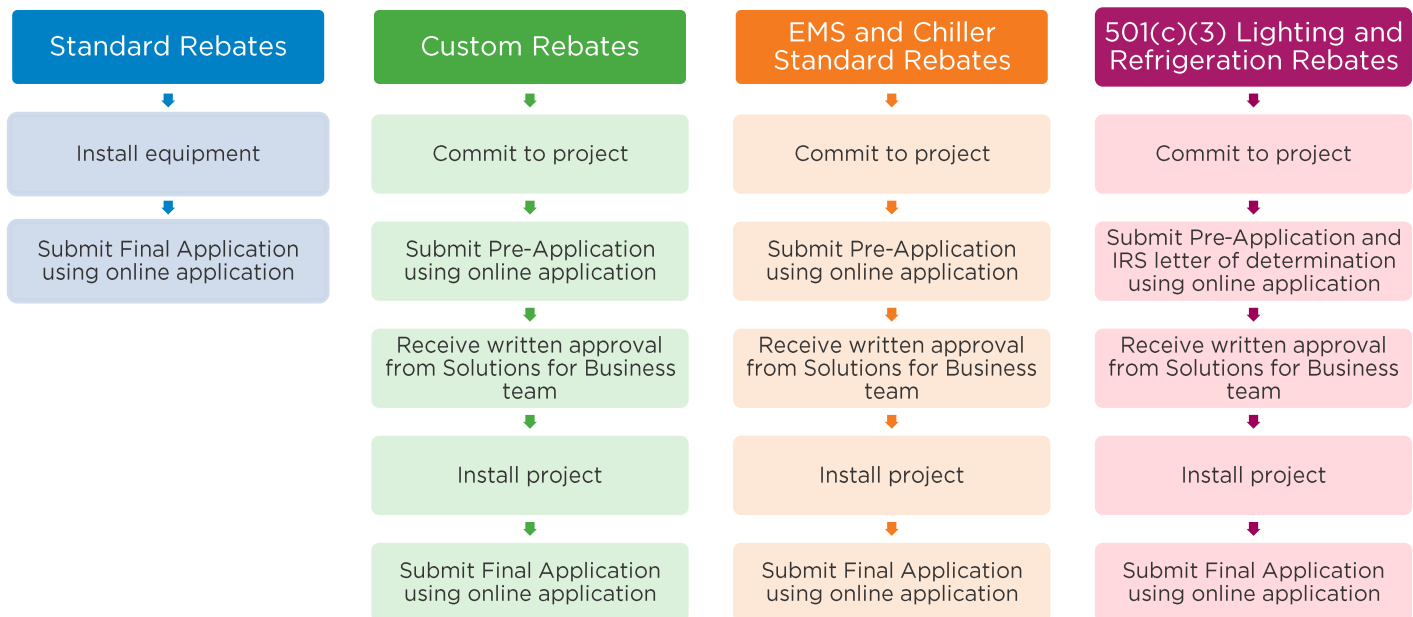 Standard Rebates
Install equipment
Submit Final Application
using online application
Custom Rebates
Commit to project
Submit Pre-Application
using online application
Receive written approval
from Solutions for Business
team
Install project
Submit Final Application
using online application
EMS and Chiller
Standard Rebates
Commit to project
Submit Pre-Application
using online application
Receive written approval
from Solutions for Business
team
Install project
Submit Final Application
using online application
501(c)(3) Lighting and
Refrigeration Rebates
Commit to project
Submit Pre-Application and
IRS letter of determination
using online application
Receive written approval
from Solutions for Business
team
Install project
Submit Final Application
using online application